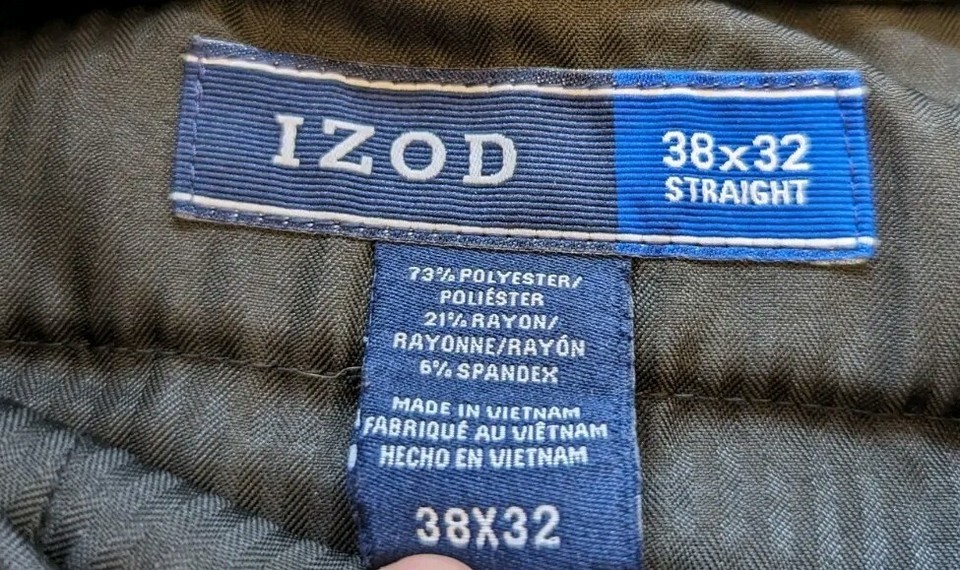 IZOD
38x32
STRAIGHT
73% POLYESTER/
POLIÉSTER
21% RAYON/
RAYONNE/RAYÓN
6% SPANDEX
MADE IN VIETNAM
FABRIQUÉ AU VIÊTNAM
HECHO EN VIETNAM
38X32